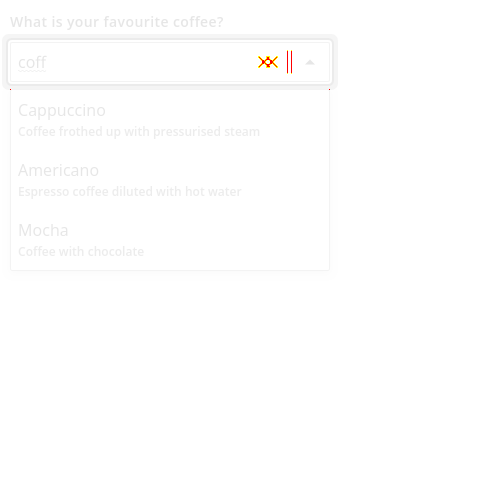 What is your favourite coffee?
coff
Cappuccino
Coffee frothed up with pressurised steam
Americano
Espresso coffee diluted with hot water
Mocha
Coffee with chocolate